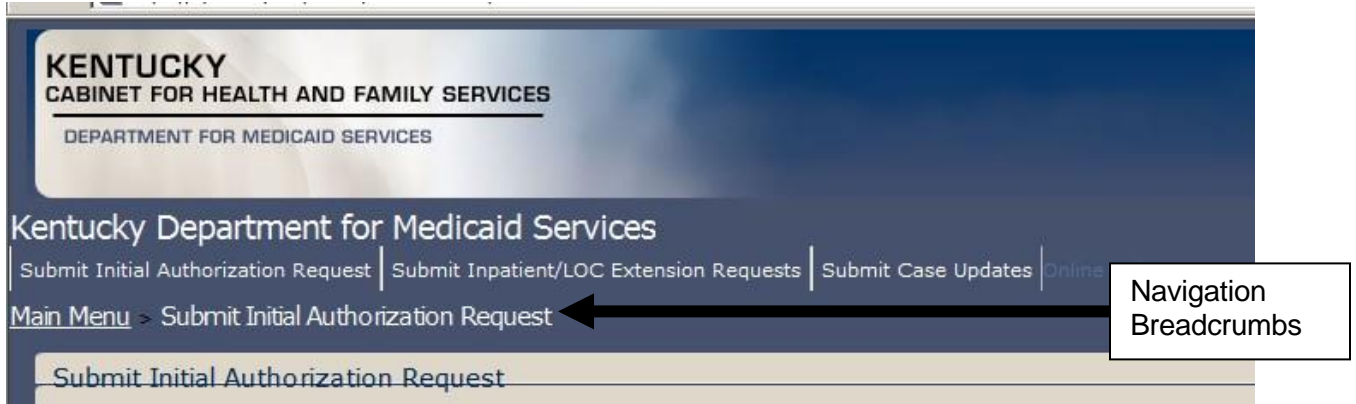 KENTUCKY
CABINET FOR HEALTH AND FAMILY SERVICES
DEPARTMENT FOR MEDICAID SERVICES
Kentucky Department for Medicaid Services
Submit Initial Authorization Request Submit Inpatient/LOC Extension Requests Submit Case Updates Online
Main Menu > Submit Initial Authorization Request
Navigation
Breadcrumbs
Submit Initial Authorization Request